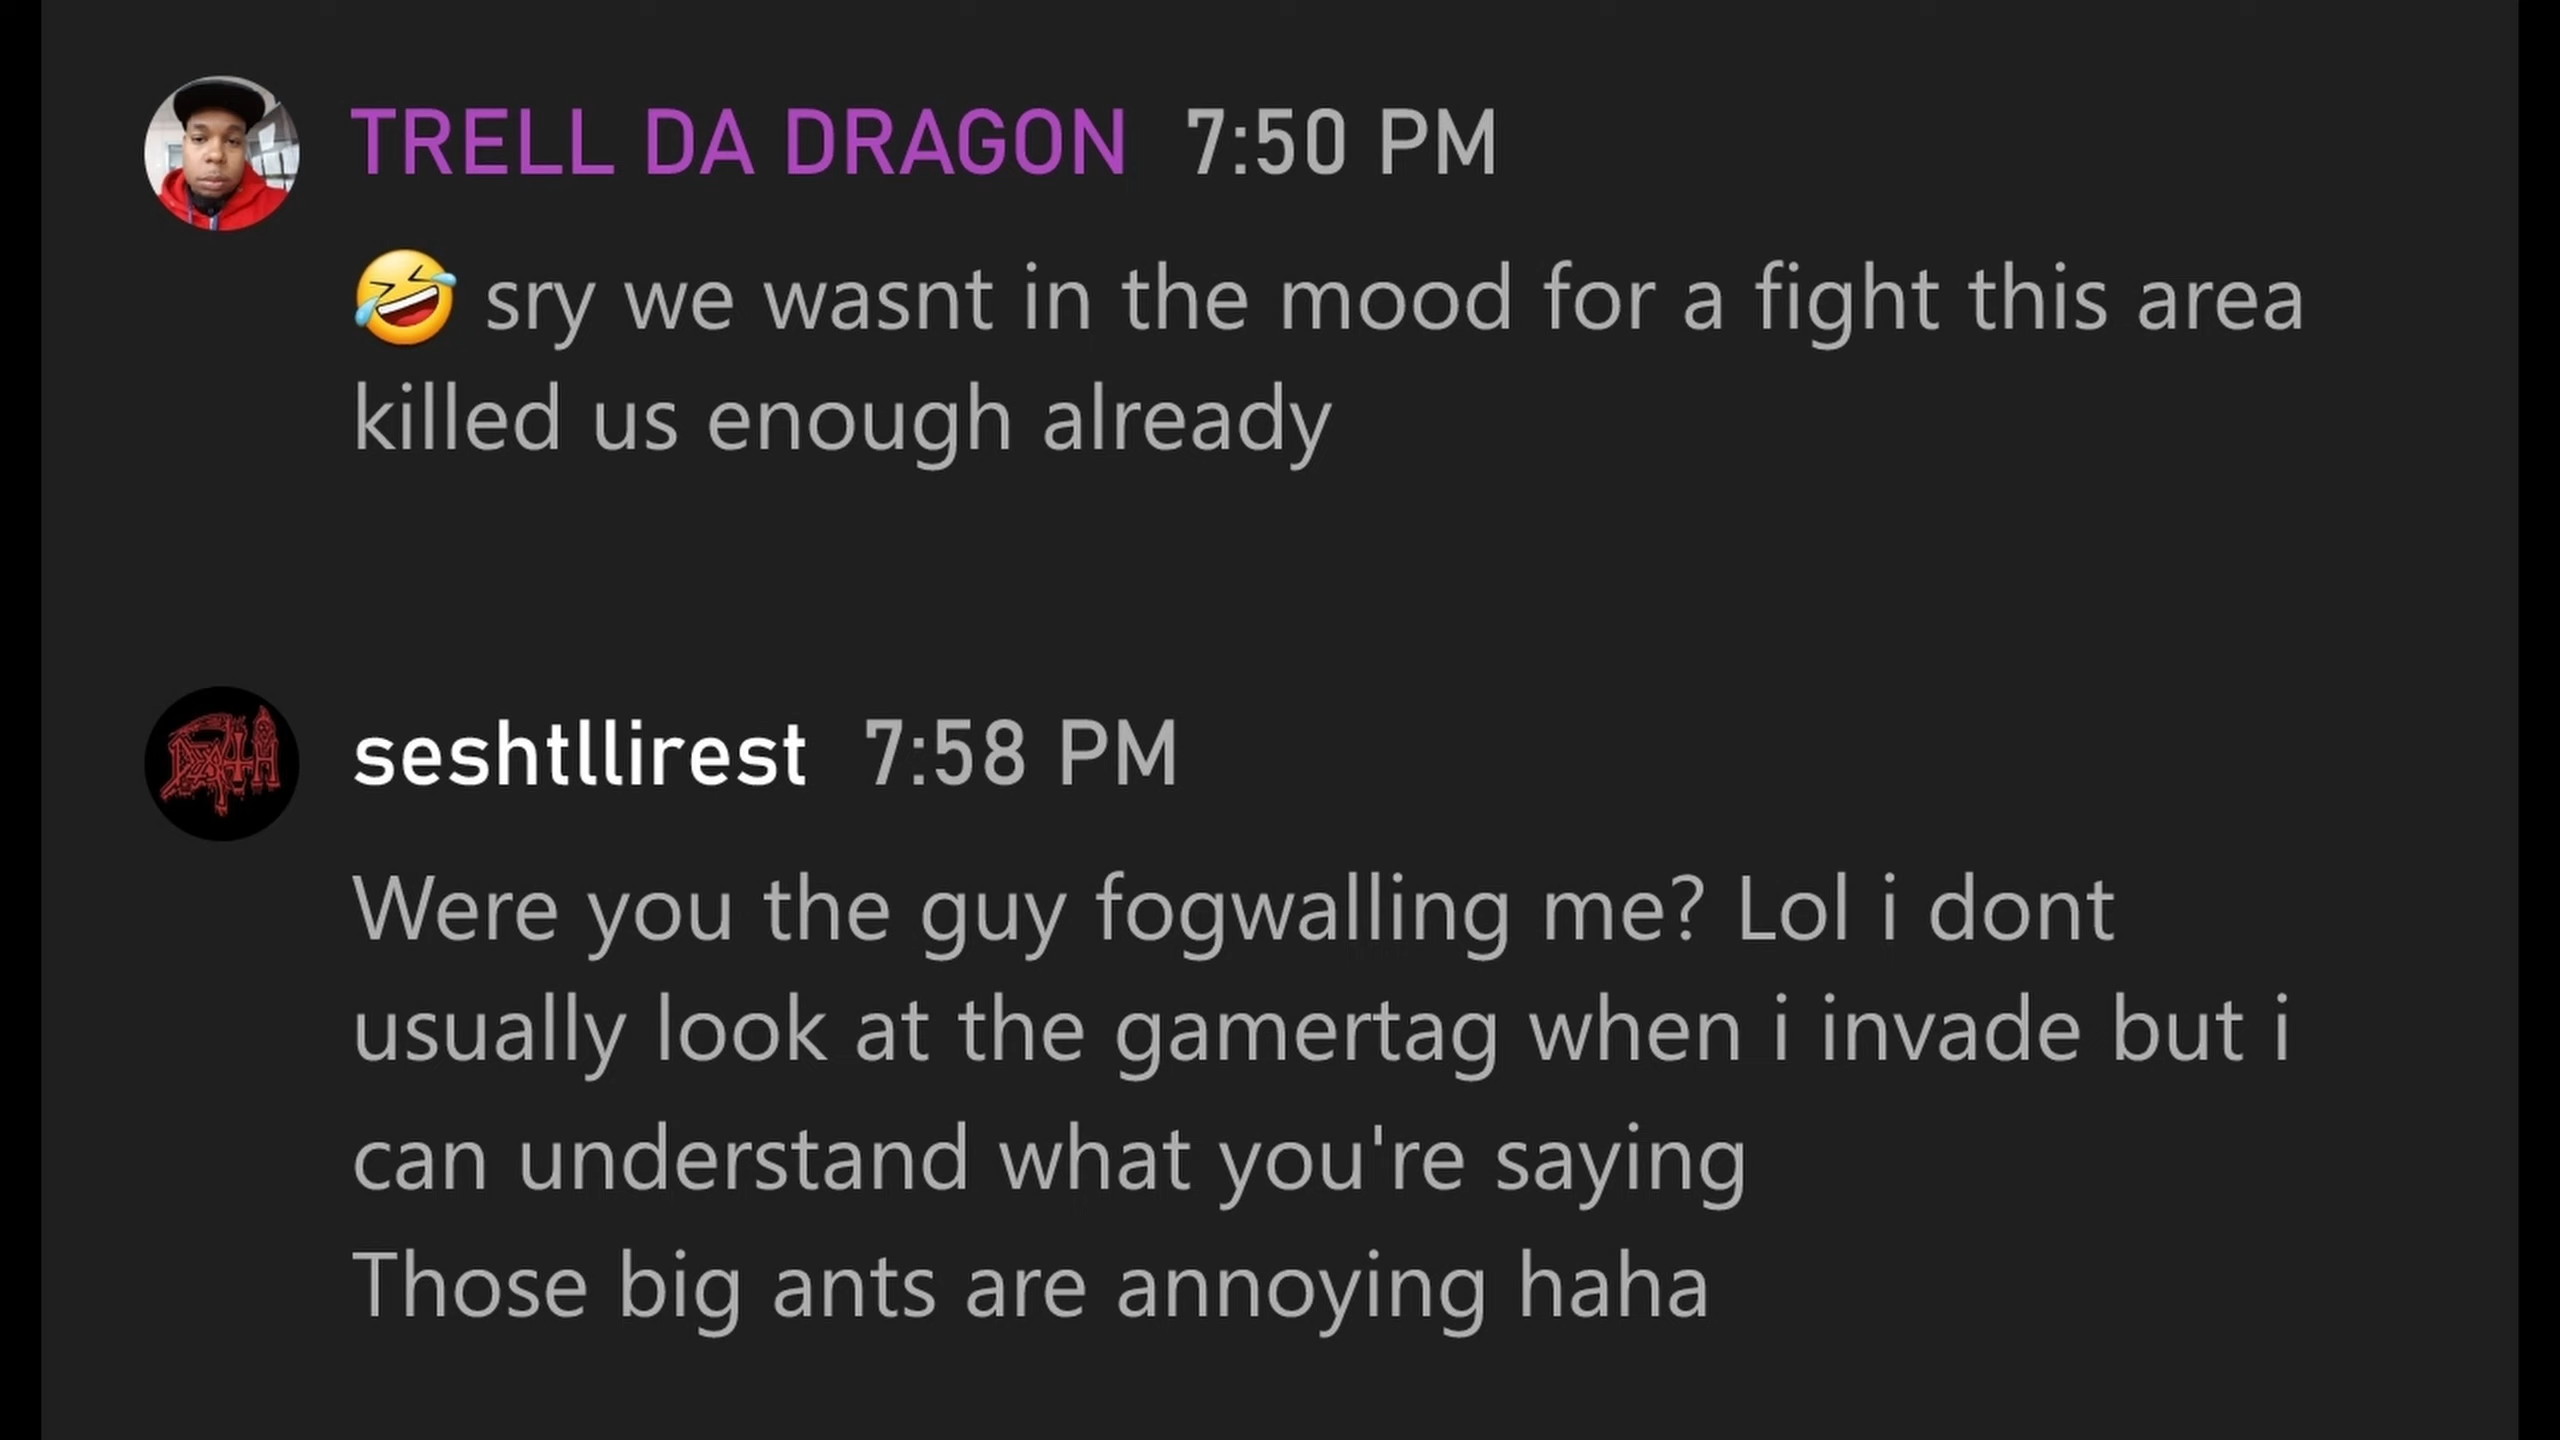 TRELL DA DRAGON 7:50 PM
🤣 sry we wasnt in the mood for a fight this area
killed us enough already
DEATH
seshtllirest 7:58 PM
Were you the guy fogwalling me? Lol i dont
usually look at the gamertag when i invade but i
can understand what you're saying
Those big ants are annoying haha